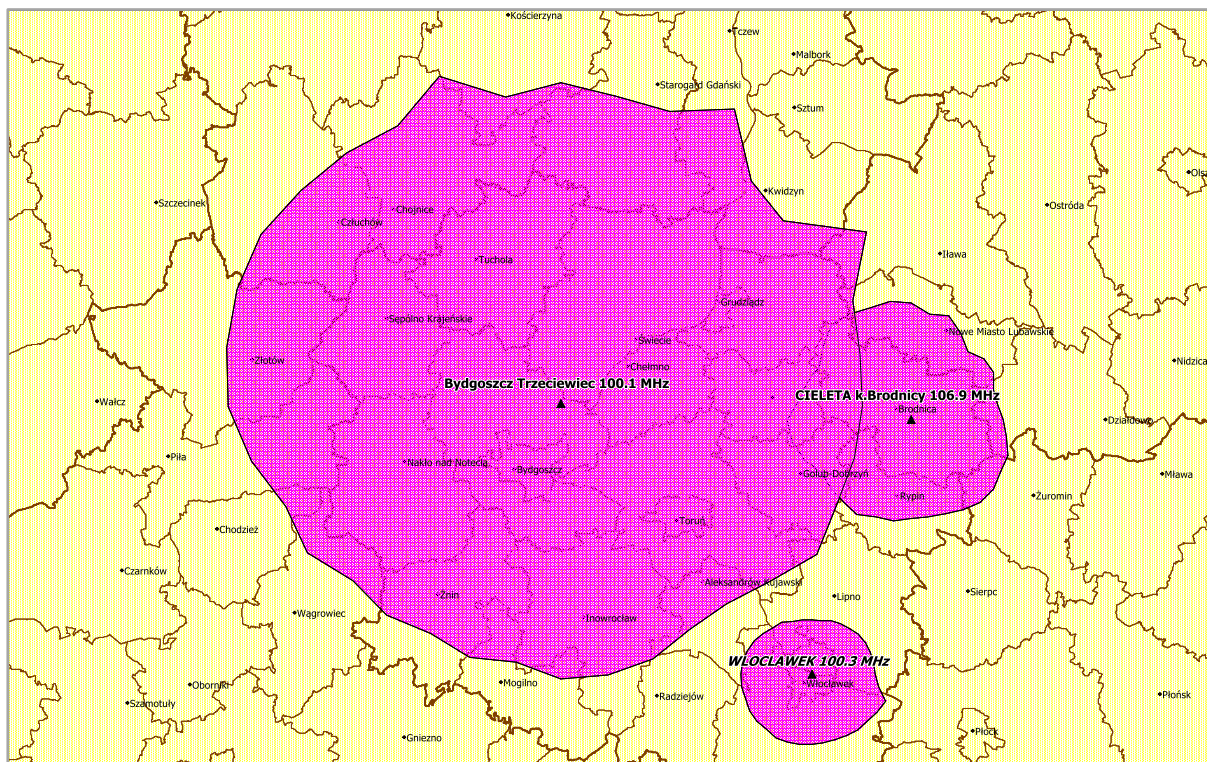 Kościerzyna
Tczew
Malbork
Starogard Gdański
Sztum
Olsz
Kwidzyn
Szczecinek
Ostróda
Chojnice
Człuchów
Iława
Tuchola
Grudziądz
Sępólno Krajeńskie
Nowe Miasto Lubawskie
Świecie
Złotów
Nidzica
Chełmno
Bydgoszcz Trzeciewiec 100.1 MHz
CIELETA k.Brodnicy 106.9 MHz
Wałcz
Brodnica
Działdowo
Piła
Nakło nad Notecią
Bydgoszcz
Golup-Dobrzyń
Mława
Rypin
Żuromin
Chodzież
Toruń
Czarnków
Aleksandrów Kujawski
Sierpc
Żnin
Lipno
Wągrowiec
Inowrocław
WLOCLAWEK 100.3 MHz
Włocławek
Mogilno
Oborniki
Radziejów
Płońsk
Szamotuły
Płock
Gniezno